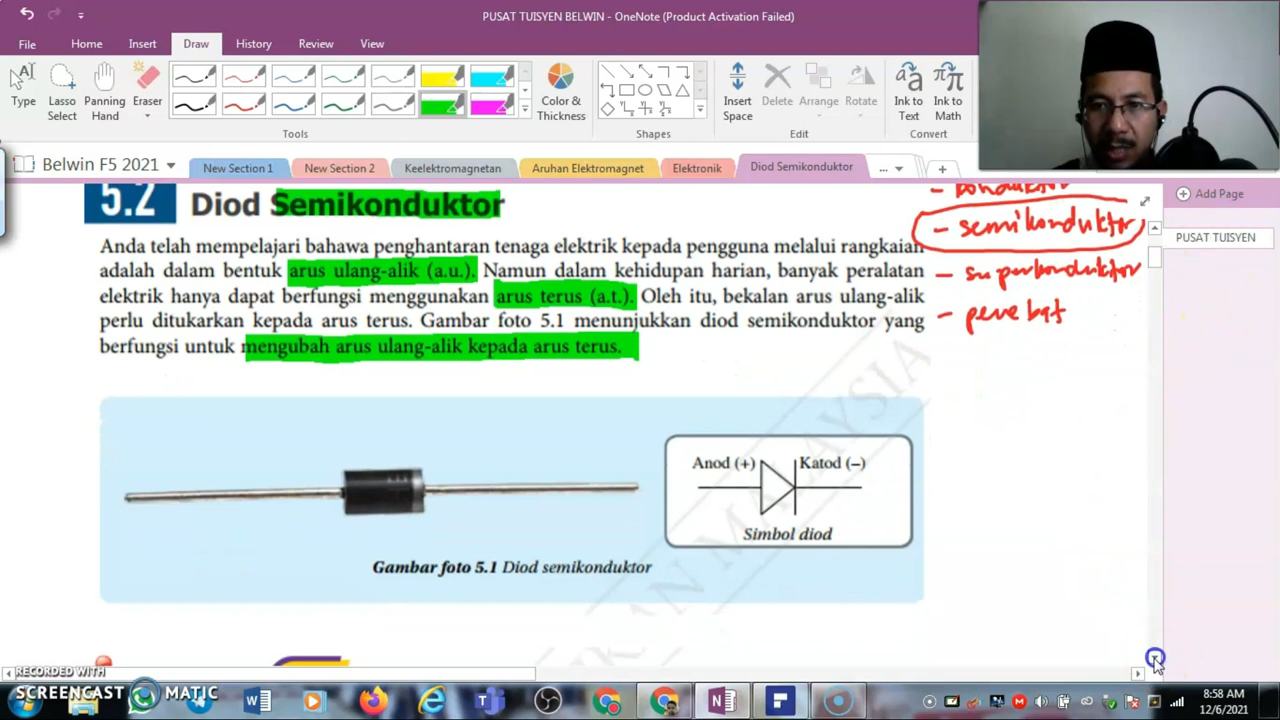 PUSAT TUISYEN BELWIN - OneNote (Product Activation Failed)
File Home Insert Draw History Review View
Type
Lasso Select
Panning Hand
Eraser
Color & Thickness
Insert Space
Delete
Arrange
Rotate
Ink to Text
Ink to Math
Tools
Shapes
Edit
Convert
Belwin F5 2021
New Section 1
New Section 2
Keelektromagnetan
Aruhan Elektromagnet
Elektronik
Diod Semikonduktor
...
Add Page
PUSAT TUISYEN
5.2 Diod Semikonduktor
Anda telah mempelajari bahawa penghantaran tenaga elektrik kepada pengguna melalui rangkaian
adalah dalam bentuk arus ulang-alik (a.u.). Namun dalam kehidupan harian, banyak peralatan
elektrik hanya dapat berfungsi menggunakan arus terus (a.t.). Oleh itu, bekalan arus ulang-alik
perlu ditukarkan kepada arus terus. Gambar foto 5.1 menunjukkan diod semikonduktor yang
berfungsi untuk mengubah arus ulang-alik kepada arus terus.
- konduktor
- semikonduktor
- superkonduktor
- penebat
Anod (+) Katod (–)
Simbol diod
Gambar foto 5.1 Diod semikonduktor
MALAYSIA
RECORDED WITH
SCREENCAST MATIC
8:58 AM
12/6/2021